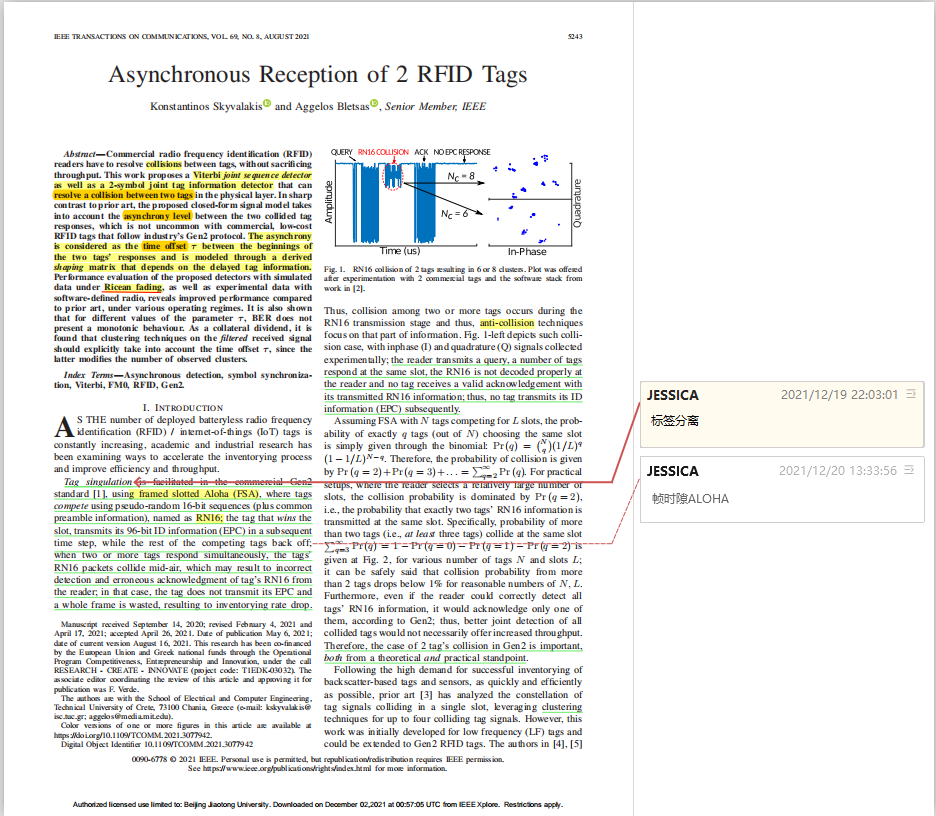 IEEE TRANSACTIONS ON COMMUNICATIONS, VOL. 69, NO. 8, AUGUST 2021
5243
Asynchronous Reception of 2 RFID Tags
Konstantinos Skyvalakis and Aggelos Bletsas, Senior Member, IEEE
Abstract—Commercial radio frequency identification (RFID)
readers have to resolve collisions between tags, without sacrificing
throughput. This work proposes a Viterbi joint sequence detector
as well as a 2-symbol joint tag information detector that can
resolve a collision between two tags in the physical layer. In sharp
contrast to prior art, the proposed closed-form signal model takes
into account the asynchrony level between the two collided tag
responses, which is not uncommon with commercial, low-cost
RFID tags that follow industry's Gen2 protocol. The asynchrony
is considered as the time offset τ between the beginnings of
the two tags' responses and is modeled through a derived
shaping matrix that depends on the delayed tag information.
Performance evaluation of the proposed detectors with simulated
data under Ricean fading, as well as experimental data with
software-defined radio, reveals improved performance compared
to prior art, under various operating regimes. It is also shown
that for different values of the parameter τ, BER does not
present a monotonic behaviour. As a collateral dividend, it is
found that clustering techniques on the filtered received signal
should explicitly take into account the time offset τ, since the
latter modifies the number of observed clusters.
Index Terms—Asynchronous detection, symbol synchroniza-
tion, Viterbi, FM0, RFID, Gen2.
I. INTRODUCTION
AS THE number of deployed batteryless radio frequency
identification (RFID) / internet-of-things (IoT) tags is
constantly increasing, academic and industrial research has
been examining ways to accelerate the inventorying process
and improve efficiency and throughput.
Tag singulation is facilitated in the commercial Gen2
standard [1], using framed slotted Aloha (FSA), where tags
compete using pseudo-random 16-bit sequences (plus common
preamble information), named as RN16; the tag that wins the
slot, transmits its 96-bit ID information (EPC) in a subsequent
time step, while the rest of the competing tags back off;
when two or more tags respond simultaneously, the tags'
RN16 packets collide mid-air, which may result to incorrect
detection and erroneous acknowledgment of tag's RN16 from
the reader; in that case, the tag does not transmit its EPC and
a whole frame is wasted, resulting to inventorying rate drop.
Manuscript received September 14, 2020; revised February 4, 2021 and
April 17, 2021; accepted April 26, 2021. Date of publication May 6, 2021;
date of current version August 16, 2021. This research has been co-financed
by the European Union and Greek national funds through the Operational
Program Competitiveness, Entrepreneurship and Innovation, under the call
RESEARCH - CREATE - INNOVATE (project code: T1EDK-03032). The
associate editor coordinating the review of this article and approving it for
publication was F. Verde.
The authors are with the School of Electrical and Computer Engineering,
Technical University of Crete, 73100 Chania, Greece (e-mail: kskyvalakis@
isc.tuc.gr; aggelos@media.mit.edu).
Color versions of one or more figures in this article are available at
https://doi.org/10.1109/TCOMM.2021.3077942.
Digital Object Identifier 10.1109/TCOMM.2021.3077942
QUERY RN16 COLLISION ACK NO EPC RESPONSE
Amplitude
N_C = 8
N_C = 6
Quadrature
Time (us)
In-Phase
Fig. 1. RN16 collision of 2 tags resulting in 6 or 8 clusters. Plot was offered
after experimentation with 2 commercial tags and the software stack from
work in [2].
Thus, collision among two or more tags occurs during the
RN16 transmission stage and thus, anti-collision techniques
focus on that part of information. Fig. 1-left depicts such colli-
sion case, with inphase (I) and quadrature (Q) signals collected
experimentally; the reader transmits a query, a number of tags
respond at the same slot, the RN16 is not decoded properly at
the reader and no tag receives a valid acknowledgement with
its transmitted RN16 information; thus, no tag transmits its ID
information (EPC) subsequently.
Assuming FSA with N tags competing for L slots, the prob-
ability of exactly q tags (out of N) choosing the same slot
is simply given through the binomial: Pr(q) = (N q)(1/L)^q
(1 − 1/L)^{N−q}. Therefore, the probability of collision is given
by Pr(q = 2)+Pr(q = 3)+... = ∑_{q=2}^{∞} Pr(q). For practical
setups, where the reader selects a relatively large number of
slots, the collision probability is dominated by Pr(q = 2),
i.e., the probability that exactly two tags' RN16 information is
transmitted at the same slot. Specifically, probability of more
than two tags (i.e., at least three tags) collide at the same slot
∑_{q=3}^{∞} Pr(q) = 1 − Pr(q = 0) − Pr(q = 1) − Pr(q = 2) is
given at Fig. 2, for various number of tags N and slots L;
it can be safely said that collision probability from more
than 2 tags drops below 1% for reasonable numbers of N, L.
Furthermore, even if the reader could correctly detect all
tags' RN16 information, it would acknowledge only one of
them, according to Gen2; thus, better joint detection of all
collided tags would not necessarily offer increased throughput.
Therefore, the case of 2 tag's collision in Gen2 is important,
both from a theoretical and practical standpoint.
Following the high demand for successful inventorying of
backscatter-based tags and sensors, as quickly and efficiently
as possible, prior art [3] has analyzed the constellation of
tag signals colliding in a single slot, leveraging clustering
techniques for up to four colliding tag signals. However, this
work was initially developed for low frequency (LF) tags and
could be extended to Gen2 RFID tags. The authors in [4], [5]
0090-6778 © 2021 IEEE. Personal use is permitted, but republication/redistribution requires IEEE permission.
See https://www.ieee.org/publications/rights/index.html for more information.
Authorized licensed use limited to: Beijing Jiaotong University. Downloaded on December 02,2021 at 00:57:05 UTC from IEEE Xplore. Restrictions apply.
JESSICA 2021/12/19 22:03:01
标签分离
JESSICA 2021/12/20 13:33:56
帧时隙ALOHA